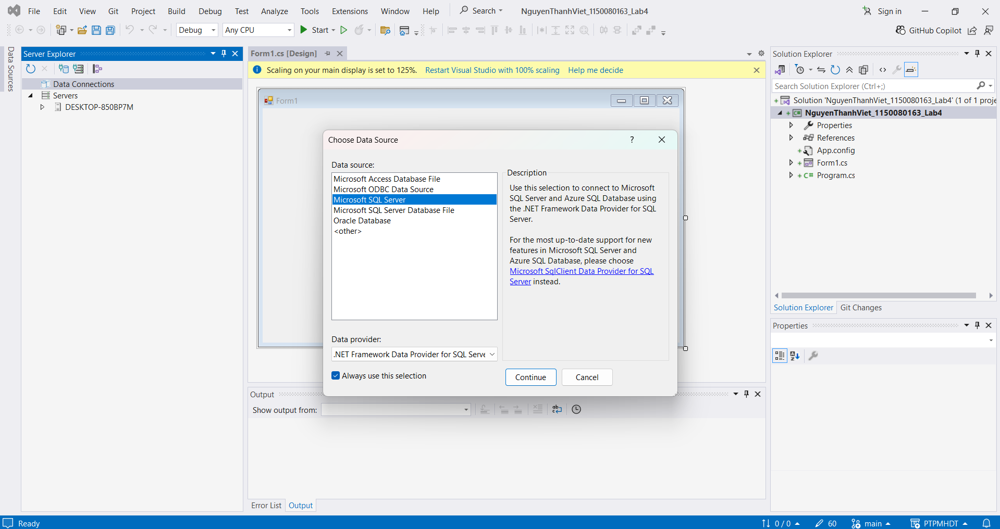 File Edit View Git Project Build Debug Test Analyze Tools Extensions Window Help Search NguyenThanhViet_1150080163_Lab4 Sign in
Debug Any CPU Start GitHub Copilot
Data Sources
Server Explorer
Data Connections
Servers
DESKTOP-850BP7M
Form1.cs [Design]
Scaling on your main display is set to 125%. Restart Visual Studio with 100% scaling Help me decide
Form1
Choose Data Source ?
Data source:
Microsoft Access Database File
Microsoft ODBC Data Source
Microsoft SQL Server
Microsoft SQL Server Database File
Oracle Database
<other>
Description
Use this selection to connect to Microsoft
SQL Server and Azure SQL Database using
the .NET Framework Data Provider for SQL
Server.
For the most up-to-date support for new
features in Microsoft SQL Server and
Azure SQL Database, please choose
Microsoft SqlClient Data Provider for SQL
Server instead.
Data provider:
.NET Framework Data Provider for SQL Serve
Always use this selection
Continue Cancel
Output
Show output from:
Error List Output
Solution Explorer
Search Solution Explorer (Ctrl+;)
Solution 'NguyenThanhViet_1150080163_Lab4' (1 of 1 proje
NguyenThanhViet_1150080163_Lab4
Properties
References
App.config
Form1.cs
C# Program.cs
Solution Explorer Git Changes
Properties
Ready 0 / 0 60 main PTPMHDT